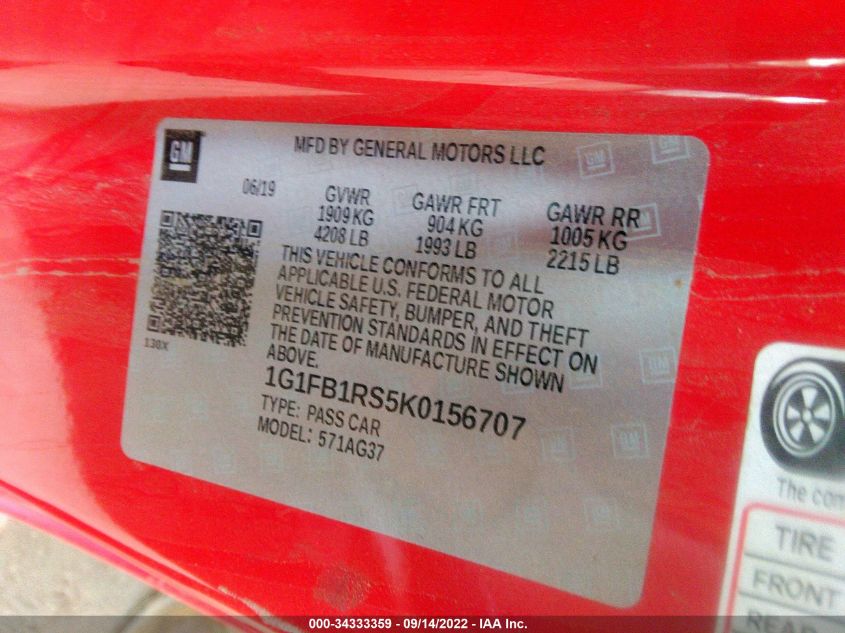 GM
MFD BY GENERAL MOTORS LLC
06/19
GVWR
1909 KG
4208 LB
GAWR FRT
904 KG
1993 LB
GAWR RR
1005 KG
2215 LB
THIS VEHICLE CONFORMS TO ALL
APPLICABLE U.S. FEDERAL MOTOR
VEHICLE SAFETY, BUMPER, AND THEFT
PREVENTION STANDARDS IN EFFECT ON
THE DATE OF MANUFACTURE SHOWN
ABOVE.
130X
1G1FB1RS5K0156707
TYPE: PASS CAR
MODEL: 571AG37
The com
TIRE
FRONT
REAR
000-34333359 - 09/14/2022 - IAA Inc.